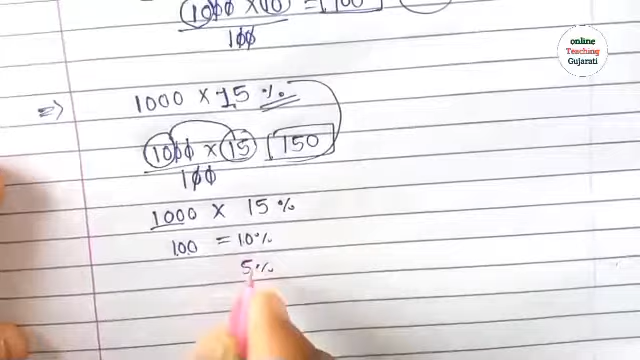 1000 × 10 = 100
100
online
Teaching
Gujarati
⇒ 1000 × 15 %.
1000 × 15 150
100
1000 × 15 %
100 = 10%
5%